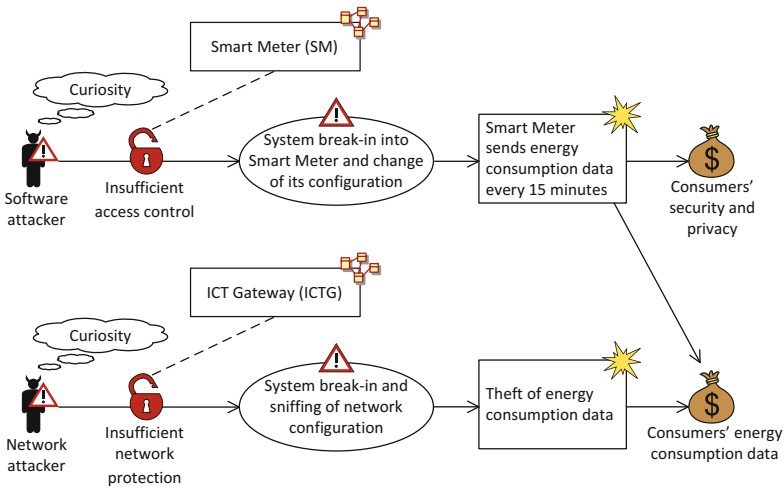 Smart Meter (SM)
Curiosity
System break-in into
Smart Meter and change
of its configuration
Smart Meter
sends energy
consumption data
every 15 minutes
$
Software
attacker
Insufficient
access control
Consumers'
security and
privacy
ICT Gateway (ICTG)
Curiosity
System break-in and
sniffing of network
configuration
Theft of energy
consumption data
$
Network
attacker
Insufficient
network
protection
Consumers' energy
consumption data